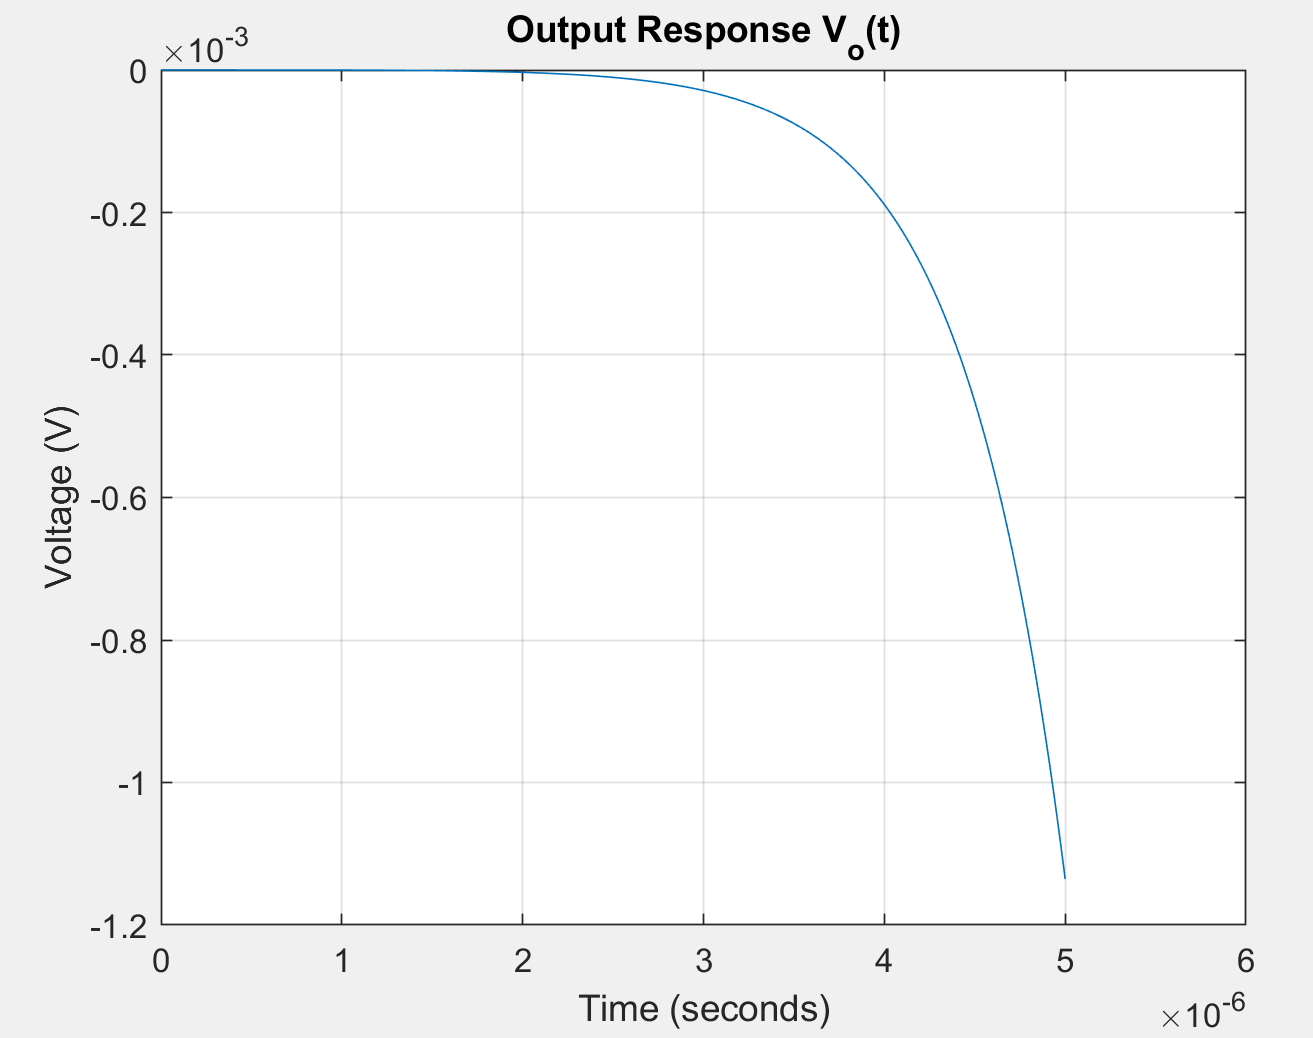 Output Response Vo(t)
×10-3
0
-0.2
-0.4
-0.6
-0.8
-1
-1.2
Voltage (V)
0 1 2 3 4 5 6
Time (seconds)
×10-6